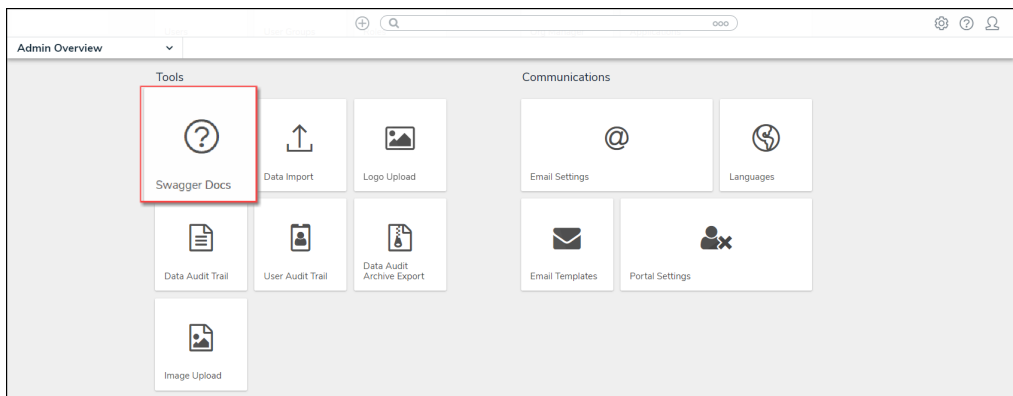 Admin Overview
Tools
Communications
Swagger Docs
Data Import
Logo Upload
Email Settings
Languages
Data Audit Trail
User Audit Trail
Data Audit
Archive Export
Email Templates
Portal Settings
Image Upload